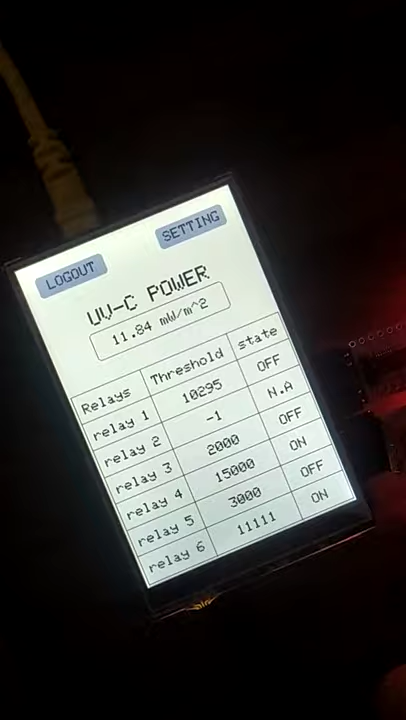 LOGOUT SETTING
UV-C POWER
11.84 mW/m^2
Relays Threshold state
relay 1 10295 OFF
relay 2 -1 N.A
relay 3 2000 OFF
relay 4 15000 ON
relay 5 3000 OFF
relay 6 11111 ON